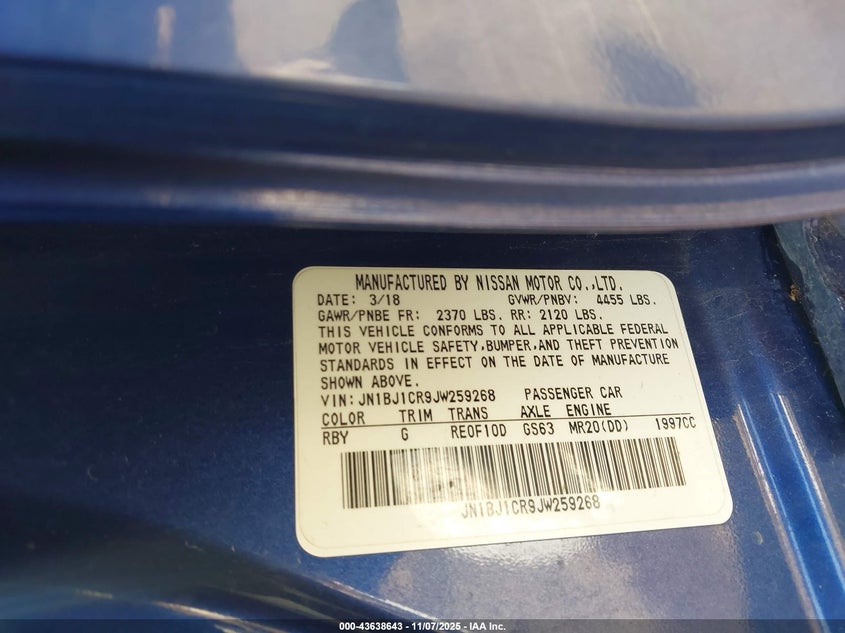 MANUFACTURED BY NISSAN MOTOR CO.,LTD.
DATE: 3/18 GVWR/PNBV: 4455 LBS.
GAWR/PNBE FR: 2370 LBS. RR: 2120 LBS.
THIS VEHICLE CONFORMS TO ALL APPLICABLE FEDERAL
MOTOR VEHICLE SAFETY,BUMPER,AND THEFT PREVENTION
STANDARDS IN EFFECT ON THE DATE OF MANUFACTURE
SHOWN ABOVE.
VIN:JN1BJ1CR9JW259268 PASSENGER CAR
COLOR TRIM TRANS AXLE ENGINE
RBY G RE0F10D GS63 MR20(DD) 1997CC
JN1BJ1CR9JW259268
000-43638643 - 11/07/2025 - IAA Inc.